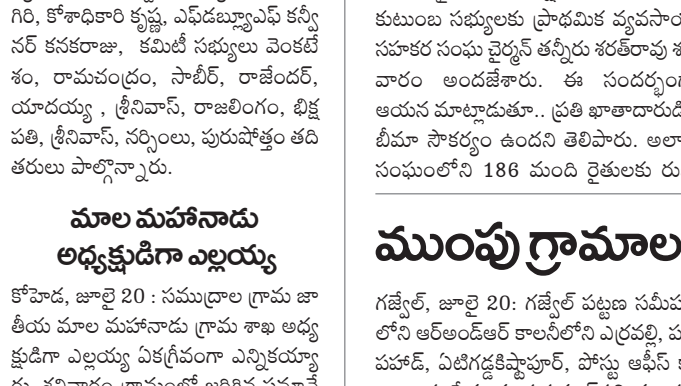 గిరి, కోశాధికారి కృష్ణ, ఎఫ్‌డబ్ల్యూఎఫ్ కన్వీ
నర్ కనకరాజు, కమిటీ సభ్యులు వెంకటే
శం, రామచంద్రం, సాబీర్, రాజేందర్,
యాదయ్య , శ్రీనివాస్, రాజలింగం, భిక్ష
పతి, శ్రీనివాస్, నర్సింలు, పురుషోత్తం తది
తరులు పాల్గొన్నారు.
మాల మహానాడు
అధ్యక్షుడిగా ఎల్లయ్య
కోహెడ, జూలై 20 : సముద్రాల గ్రామ జా
తీయ మాల మహానాడు గ్రామ శాఖ అధ్య
క్షుడిగా ఎల్లయ్య ఏకగ్రీవంగా ఎన్నికయ్యా
కుటుంబ సభ్యులకు ప్రాథమిక వ్యవసాయ
సహకర సంఘ చైర్మన్ తన్నీరు శరత్‌రావు శ
వారం అందజేశారు. ఈ సందర్భంగ
ఆయన మాట్లాడుతూ.. ప్రతి ఖాతాదారుడి
బీమా సౌకర్యం ఉందని తెలిపారు. అలా
సంఘంలోని 186 మంది రైతులకు రు
ముంపు గ్రామాల
గజ్వేల్, జూలై 20: గజ్వేల్ పట్టణ సమీప
లోని ఆర్అండ్ఆర్ కాలనీలోని ఎర్రవల్లి, ప
పహాడ్, ఏటిగడ్డకిష్టాపూర్, పోస్టు ఆఫీస్ క